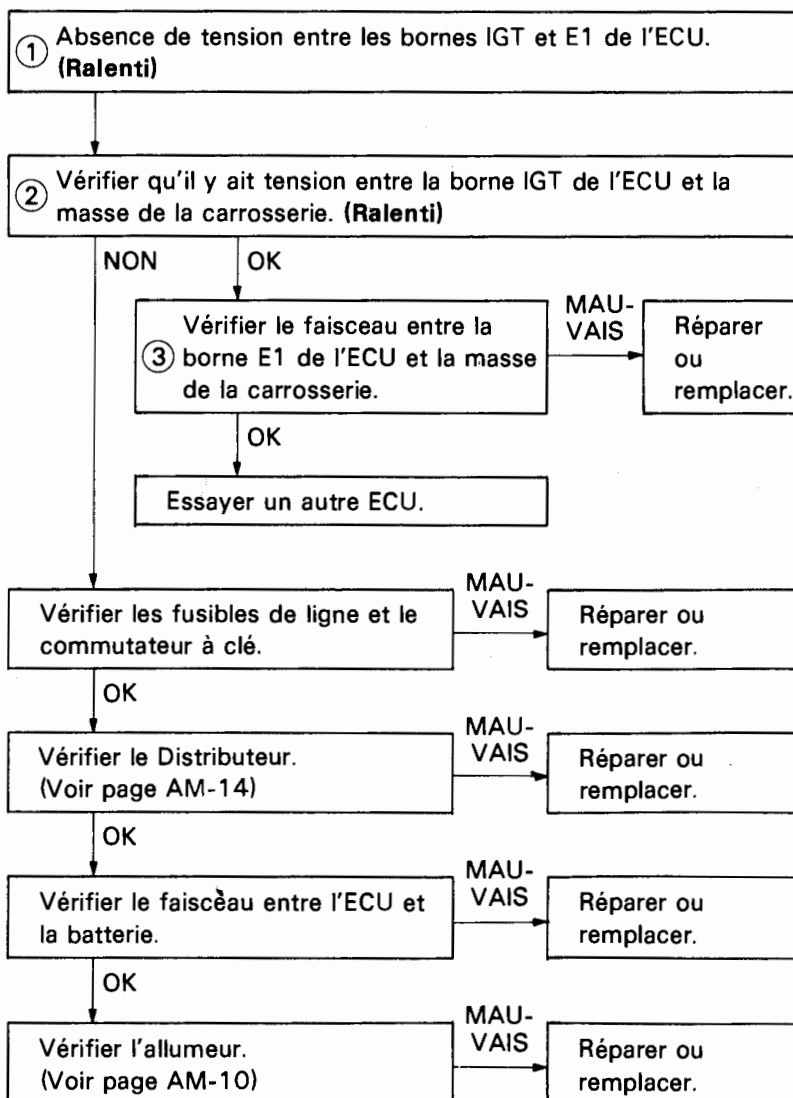 ① Absence de tension entre les bornes IGT et E1 de l'ECU.
(Ralenti)
② Vérifier qu'il y ait tension entre la borne IGT de l'ECU et la
masse de la carrosserie. (Ralenti)
NON
OK
③ Vérifier le faisceau entre la
borne E1 de l'ECU et la masse
de la carrosserie.
MAU-
VAIS
Réparer
ou
remplacer.
OK
Essayer un autre ECU.
Vérifier les fusibles de ligne et le
commutateur à clé.
MAU-
VAIS
Réparer ou
remplacer.
OK
Vérifier le Distributeur.
(Voir page AM-14)
MAU-
VAIS
Réparer ou
remplacer.
OK
Vérifier le faisceau entre l'ECU et
la batterie.
MAU-
VAIS
Réparer ou
remplacer.
OK
Vérifier l'allumeur.
(Voir page AM-10)
MAU-
VAIS
Réparer ou
remplacer.